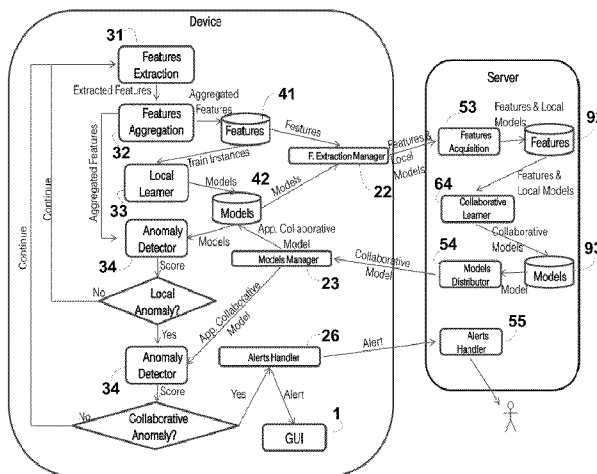 Device
31
Features
Extraction
Extracted Features
Aggregated
Features
41
Features
Aggregation
32
Features
Features
Train Instances
Aggregated Features
Local
Learner
33
Models
42
Models
Models
F. Extraction Manager
22
Features &
Local
Models
Continue
Continue
Anomaly
Detector
34
Models
App. Collaborative
Model
Models Manager
23
Collaborative
Model
Score
No
Local
Anomaly?
Yes
App. Collaborative
Model
26
Anomaly
Detector
34
Alerts Handler
Alert
Score
Yes
Alert
No
Collaborative Anomaly?
1
GUI
Server
53
Features & Local
Models
92
Features
Acquisition
Features
64
Features &
Local Models
Collaborative
Learner
Collaborative
Models
54
93
Models
Distributor
Model
Models
55
Alerts
Handler